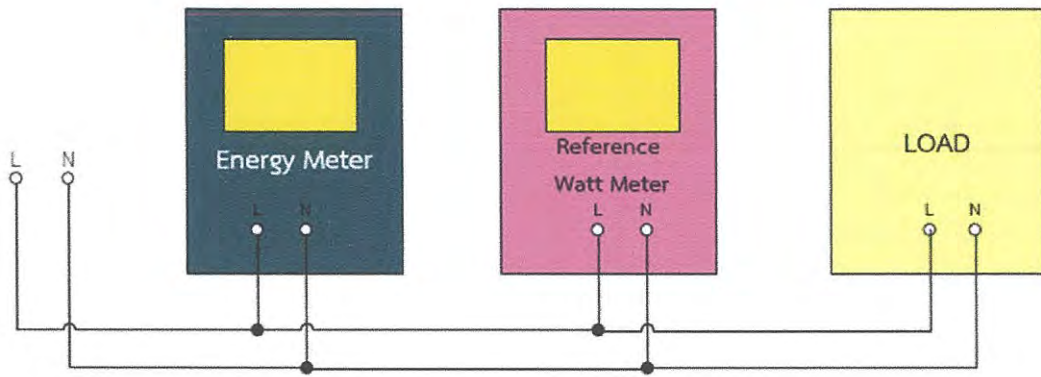 L N
Energy Meter
L N
Reference
Watt Meter
L N
LOAD
L N